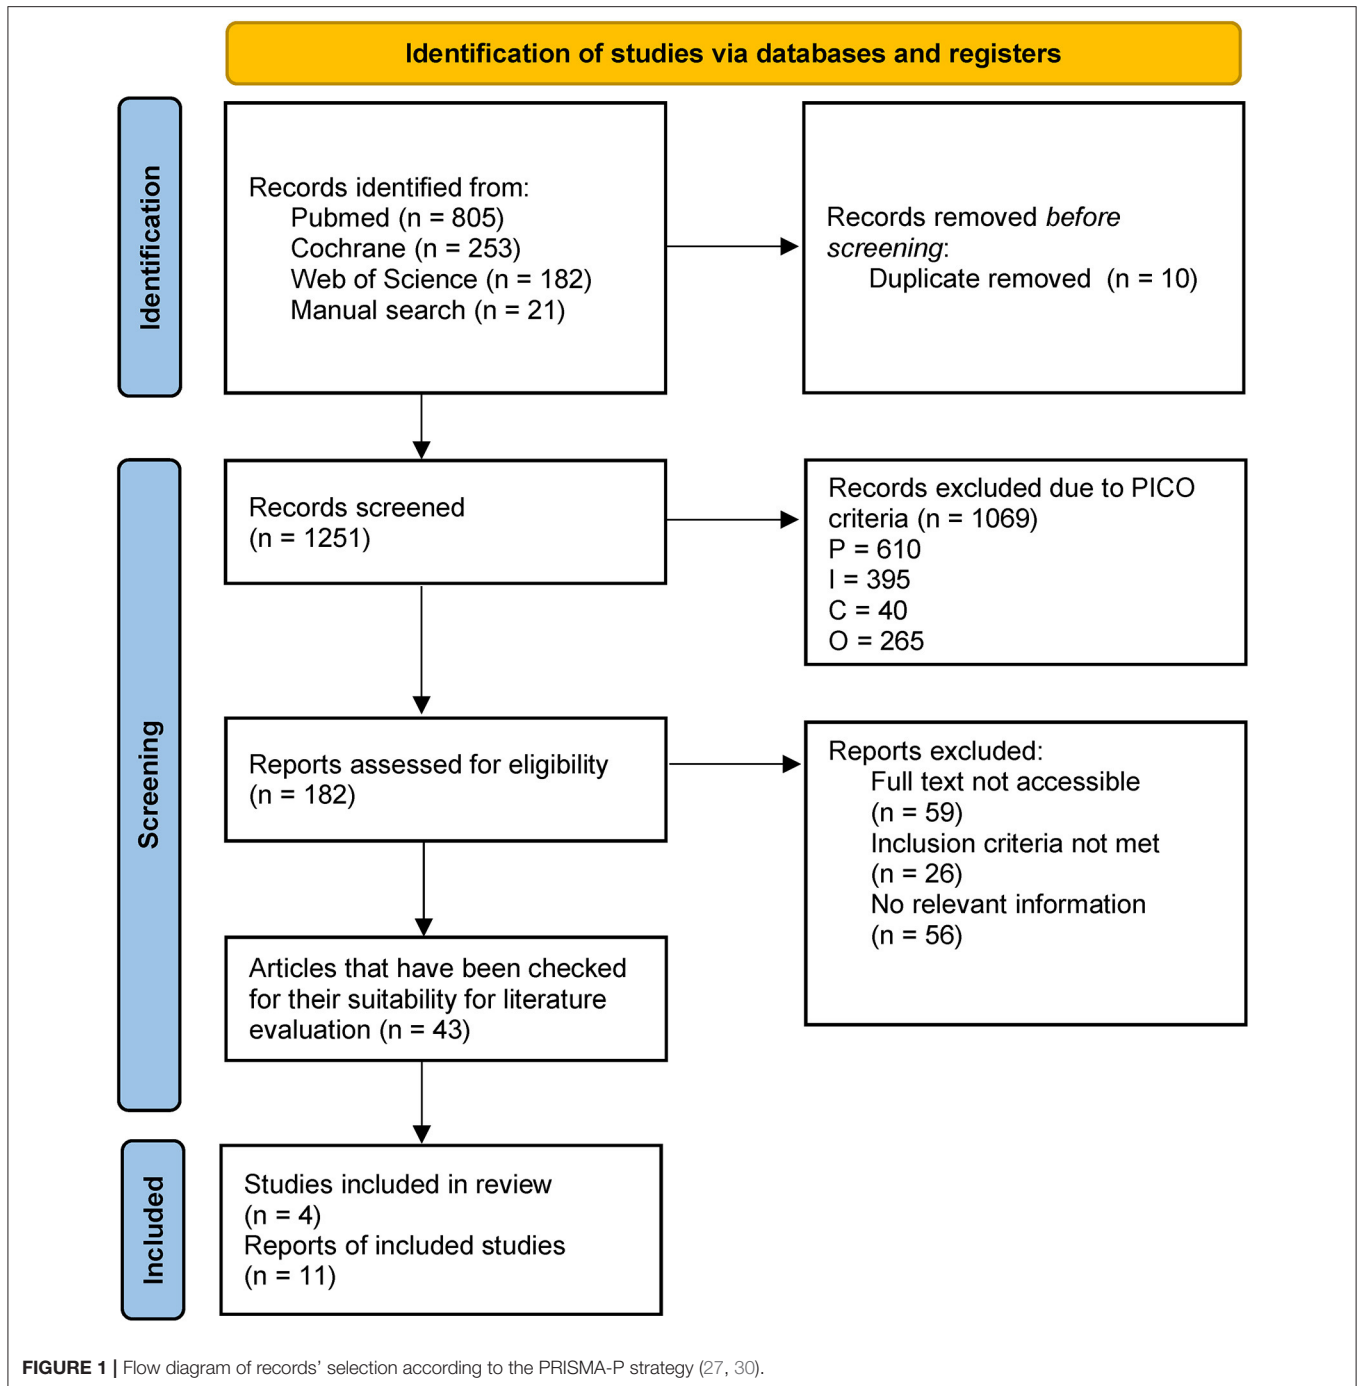 Identification of studies via databases and registers
Identification
Records identified from:
Pubmed (n = 805)
Cochrane (n = 253)
Web of Science (n = 182)
Manual search (n = 21)
Records removed before
screening:
Duplicate removed (n = 10)
Screening
Records screened
(n = 1251)
Records excluded due to PICO
criteria (n = 1069)
P = 610
I = 395
C = 40
O = 265
Reports assessed for eligibility
(n = 182)
Reports excluded:
Full text not accessible
(n = 59)
Inclusion criteria not met
(n = 26)
No relevant information
(n = 56)
Articles that have been checked
for their suitability for literature
evaluation (n = 43)
Included
Studies included in review
(n = 4)
Reports of included studies
(n = 11)
FIGURE 1 | Flow diagram of records' selection according to the PRISMA-P strategy (27, 30).